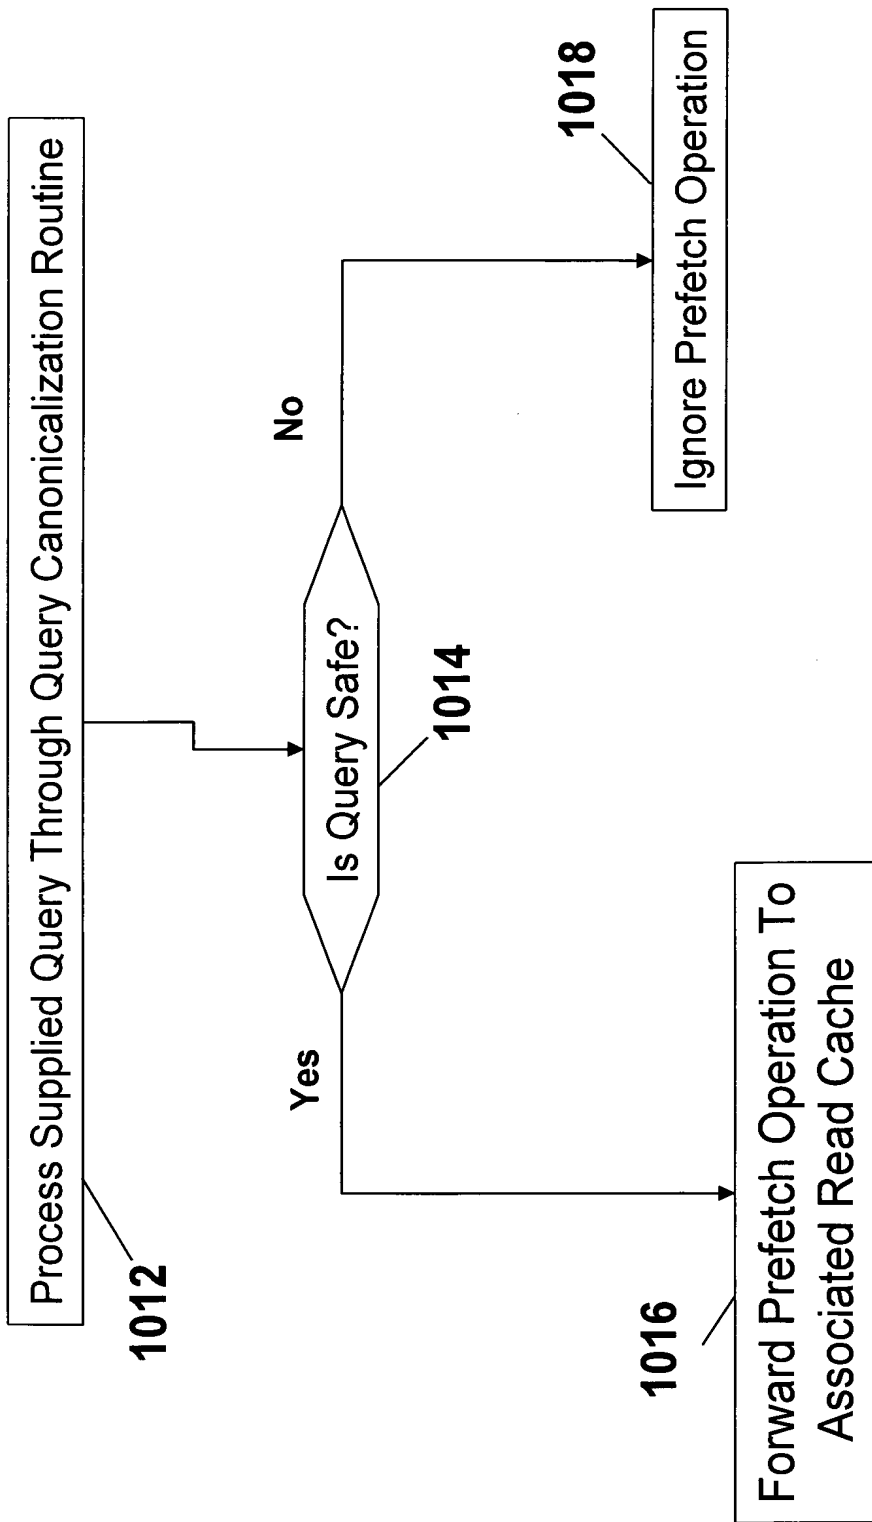 Process Supplied Query Through Query Canonicalization Routine
1012
Is Query Safe?
1014
Yes
No
1016
Forward Prefetch Operation To
Associated Read Cache
1018
Ignore Prefetch Operation